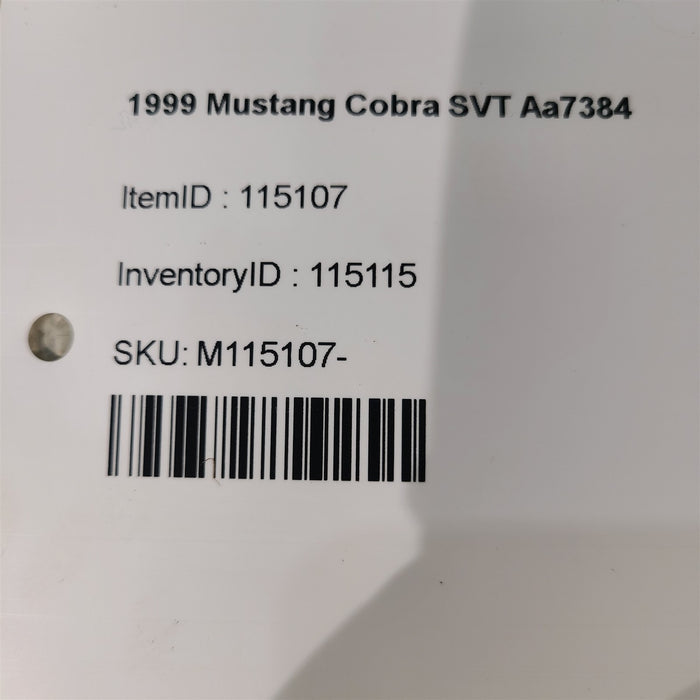 1999 Mustang Cobra SVT Aa7384
ItemID : 115107
InventoryID : 115115
SKU: M115107-